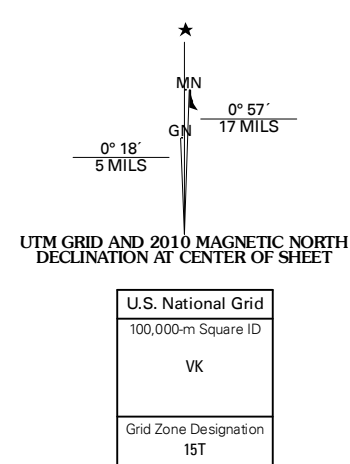 ★
MN
0° 57´
17 MILS
GN
0° 18´
5 MILS
UTM GRID AND 2010 MAGNETIC NORTH
DECLINATION AT CENTER OF SHEET
U.S. National Grid
100,000-m Square ID
VK
Grid Zone Designation
15T